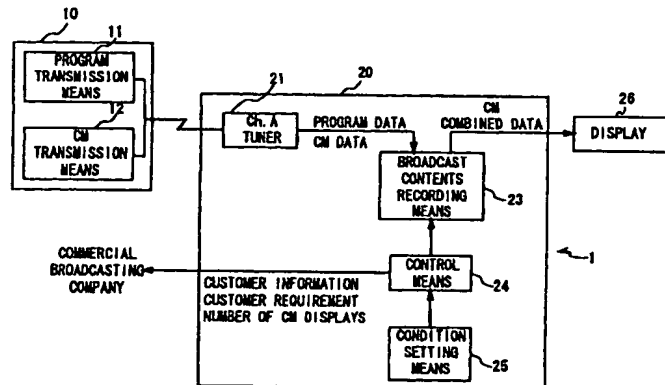 10
11
PROGRAM
TRANSMISSION
MEANS
12
CM
TRANSMISSION
MEANS
20
21
Ch. A
TUNER
PROGRAM DATA
CM DATA
CM
COMBINED DATA
26
DISPLAY
BROADCAST
CONTENTS
RECORDING
MEANS
23
COMMERCIAL
BROADCASTING
COMPANY
CONTROL
MEANS
24
1
CUSTOMER INFORMATION
CUSTOMER REQUIREMENT
NUMBER OF CM DISPLAYS
CONDITION
SETTING
MEANS
25